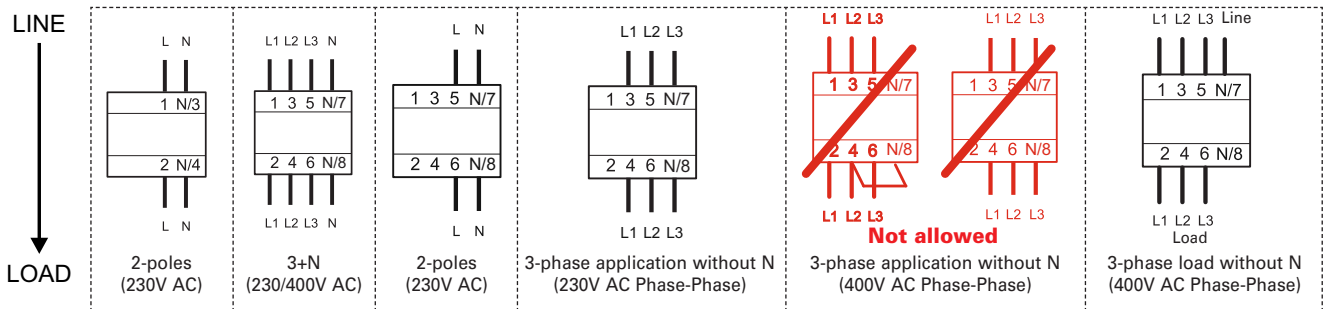 LINE
LOAD
L N
1 N/3
2 N/4
L N
2-poles
(230V AC)
L1 L2 L3 N
1 3 5 N/7
2 4 6 N/8
L1 L2 L3 N
3+N
(230/400V AC)
L N
1 3 5 N/7
2 4 6 N/8
L N
2-poles
(230V AC)
L1 L2 L3
1 3 5 N/7
2 4 6 N/8
L1 L2 L3
3-phase application without N
(230V AC Phase-Phase)
L1 L2 L3
1 3 5 N/7
2 4 6 N/8
L1 L2 L3
L1 L2 L3
1 3 5 N/7
2 4 6 N/8
L1 L2 L3
Not allowed
3-phase application without N
(400V AC Phase-Phase)
L1 L2 L3 Line
1 3 5 N/7
2 4 6 N/8
L1 L2 L3
Load
3-phase load without N
(400V AC Phase-Phase)